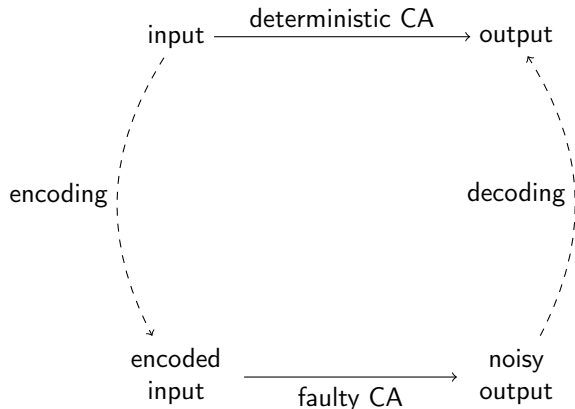 deterministic CA
input
output
encoding
decoding
encoded
input
noisy
output
faulty CA